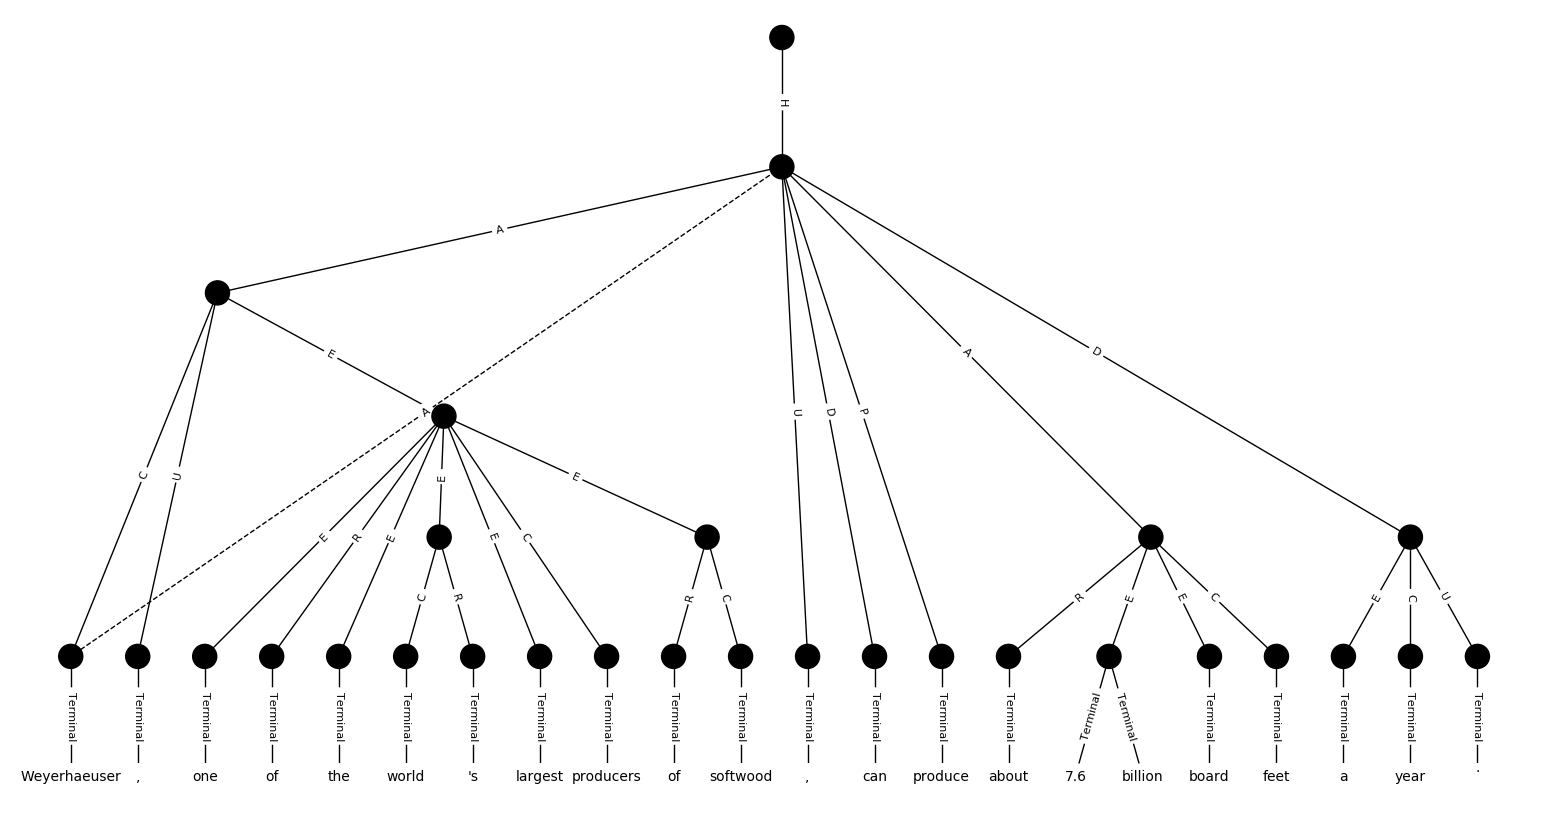 H
A
A
D
E
A
U
D
P
C
U
E
E
E
R
E
E
C
C
R
R
C
R
E
E
C
E
C
U
Terminal Terminal Terminal Terminal Terminal Terminal Terminal Terminal Terminal Terminal Terminal Terminal Terminal Terminal Terminal Terminal Terminal Terminal Terminal Terminal Terminal Terminal
Weyerhaeuser , one of the world 's largest producers of softwood , can produce about 7.6 billion board feet a year .